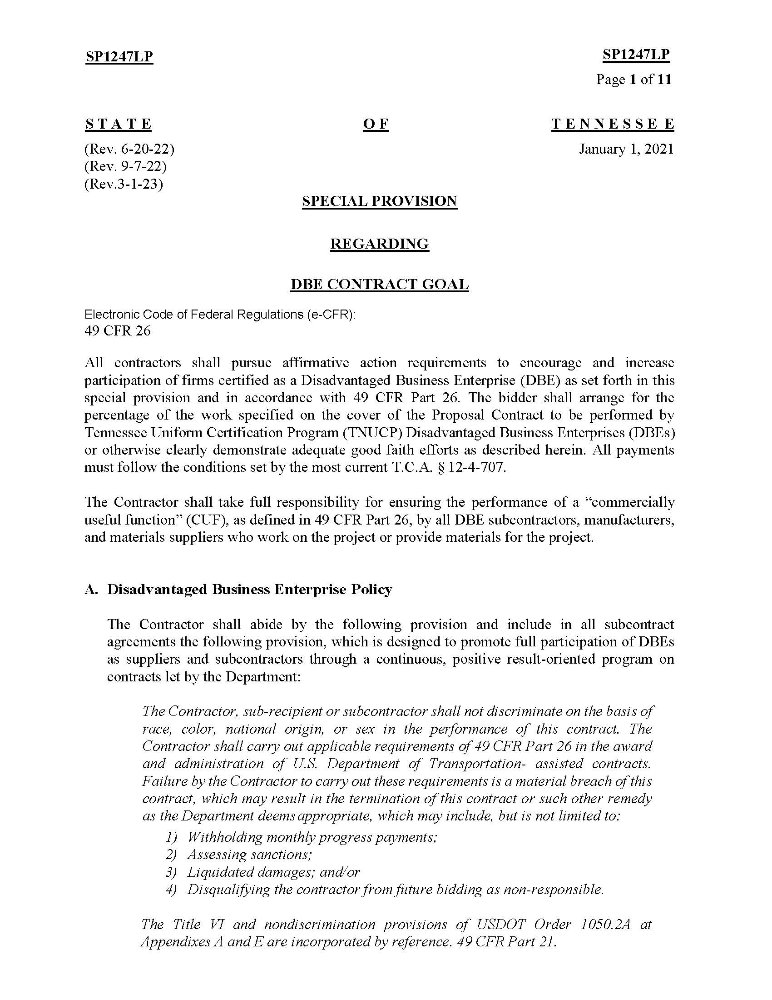 SP1247LP SP1247LP
Page 1 of 11
S T A T E O F T E N N E S S E E
(Rev. 6-20-22) January 1, 2021
(Rev. 9-7-22)
(Rev.3-1-23)
SPECIAL PROVISION
REGARDING
DBE CONTRACT GOAL
Electronic Code of Federal Regulations (e-CFR):
49 CFR 26
All contractors shall pursue affirmative action requirements to encourage and increase
participation of firms certified as a Disadvantaged Business Enterprise (DBE) as set forth in this
special provision and in accordance with 49 CFR Part 26. The bidder shall arrange for the
percentage of the work specified on the cover of the Proposal Contract to be performed by
Tennessee Uniform Certification Program (TNUCP) Disadvantaged Business Enterprises (DBEs)
or otherwise clearly demonstrate adequate good faith efforts as described herein. All payments
must follow the conditions set by the most current T.C.A. § 12-4-707.
The Contractor shall take full responsibility for ensuring the performance of a “commercially
useful function” (CUF), as defined in 49 CFR Part 26, by all DBE subcontractors, manufacturers,
and materials suppliers who work on the project or provide materials for the project.
A. Disadvantaged Business Enterprise Policy
The Contractor shall abide by the following provision and include in all subcontract
agreements the following provision, which is designed to promote full participation of DBEs
as suppliers and subcontractors through a continuous, positive result-oriented program on
contracts let by the Department:
The Contractor, sub-recipient or subcontractor shall not discriminate on the basis of
race, color, national origin, or sex in the performance of this contract. The
Contractor shall carry out applicable requirements of 49 CFR Part 26 in the award
and administration of U.S. Department of Transportation- assisted contracts.
Failure by the Contractor to carry out these requirements is a material breach of this
contract, which may result in the termination of this contract or such other remedy
as the Department deems appropriate, which may include, but is not limited to:
1) Withholding monthly progress payments;
2) Assessing sanctions;
3) Liquidated damages; and/or
4) Disqualifying the contractor from future bidding as non-responsible.
The Title VI and nondiscrimination provisions of USDOT Order 1050.2A at
Appendixes A and E are incorporated by reference. 49 CFR Part 21.